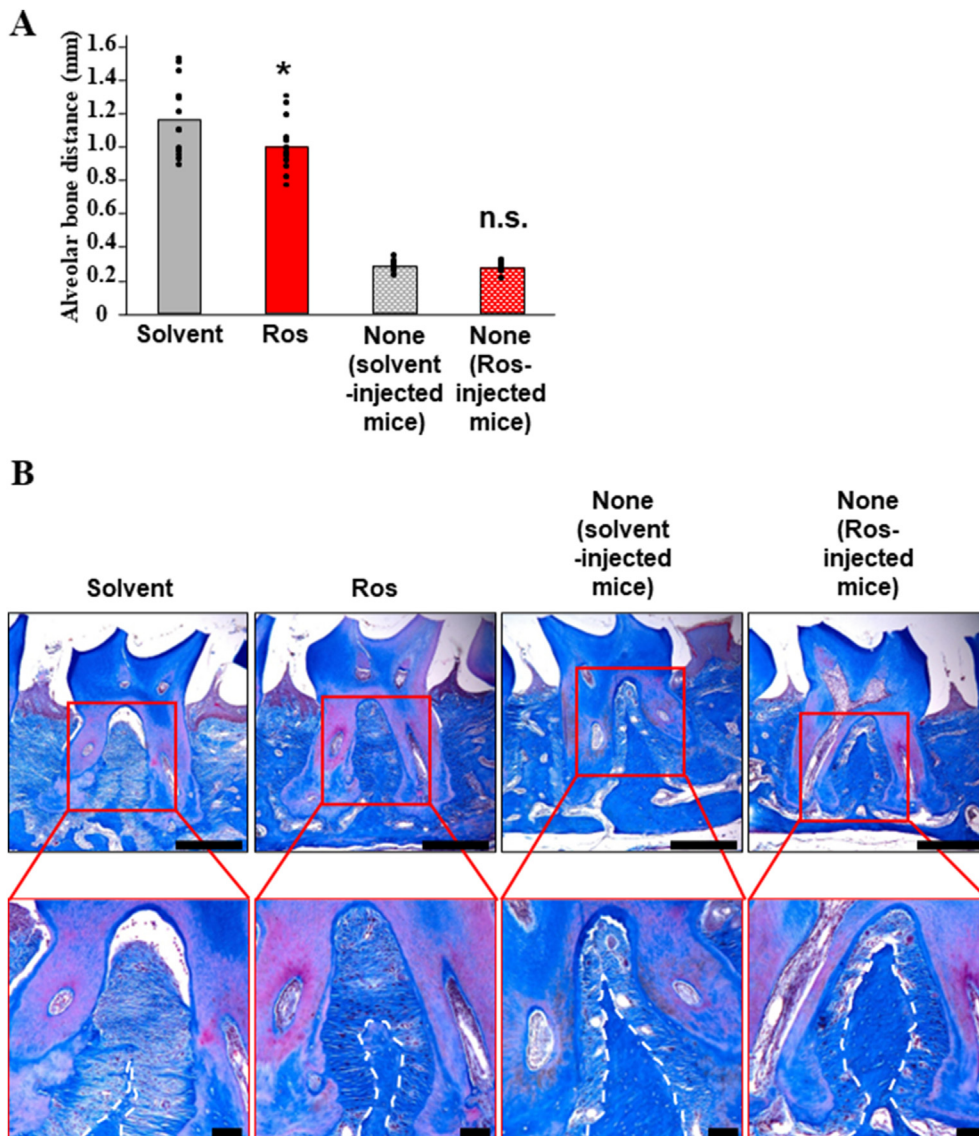 A
Alveolar bone distance (mm)
1.6
1.4
1.2
1.0
0.8
0.6
0.4
0.2
0
*
n.s.
Solvent
Ros
None
(solvent
-injected
mice)
None
(Ros-
injected
mice)
B
Solvent
Ros
None
(solvent
-injected
mice)
None
(Ros-
injected
mice)